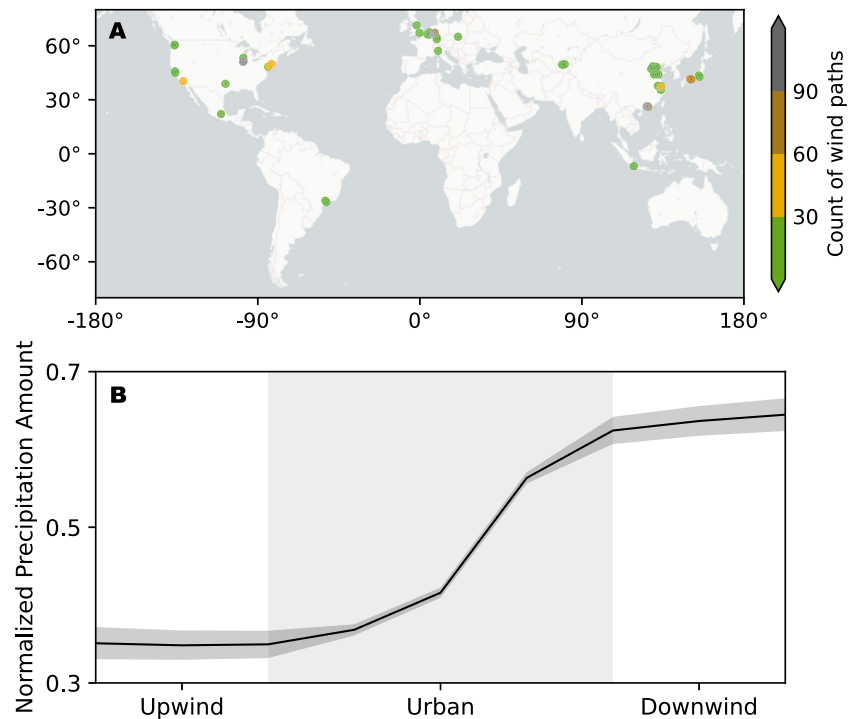 A
60°
30°
0°
-30°
-60°
-180°
-90°
0°
90°
180°
90
60
30
Count of wind paths
B
0.7
0.5
0.3
Normalized Precipitation Amount
Upwind
Urban
Downwind